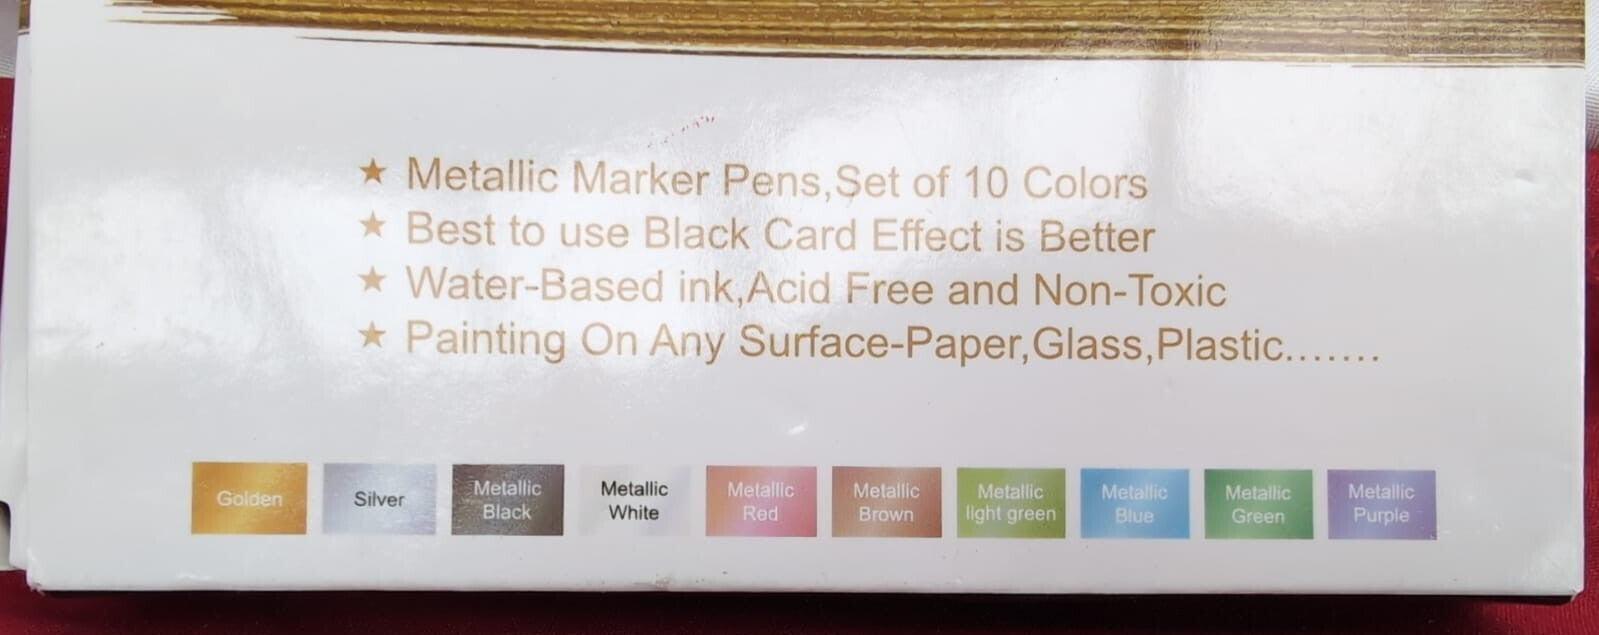 ★ Metallic Marker Pens,Set of 10 Colors
★ Best to use Black Card Effect is Better
★ Water-Based ink,Acid Free and Non-Toxic
★ Painting On Any Surface-Paper,Glass,Plastic.......
Golden
Silver
Metallic
Black
Metallic
White
Metallic
Red
Metallic
Brown
Metallic
light green
Metallic
Blue
Metallic
Green
Metallic
Purple